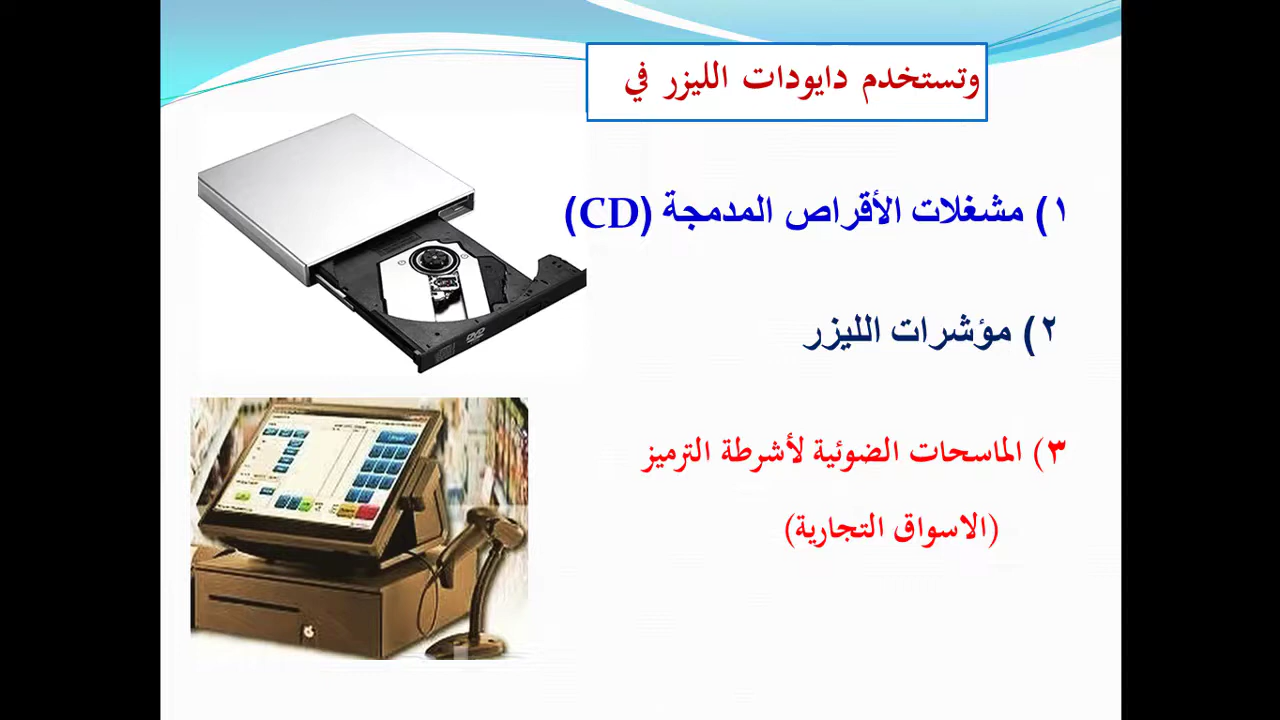 وتستخدم دايودات الليزر في
١) مشغلات الأقراص المدمجة (CD)
٢) مؤشرات الليزر
٣) الماسحات الضوئية لأشرطة الترميز
(الاسواق التجارية)
DVD